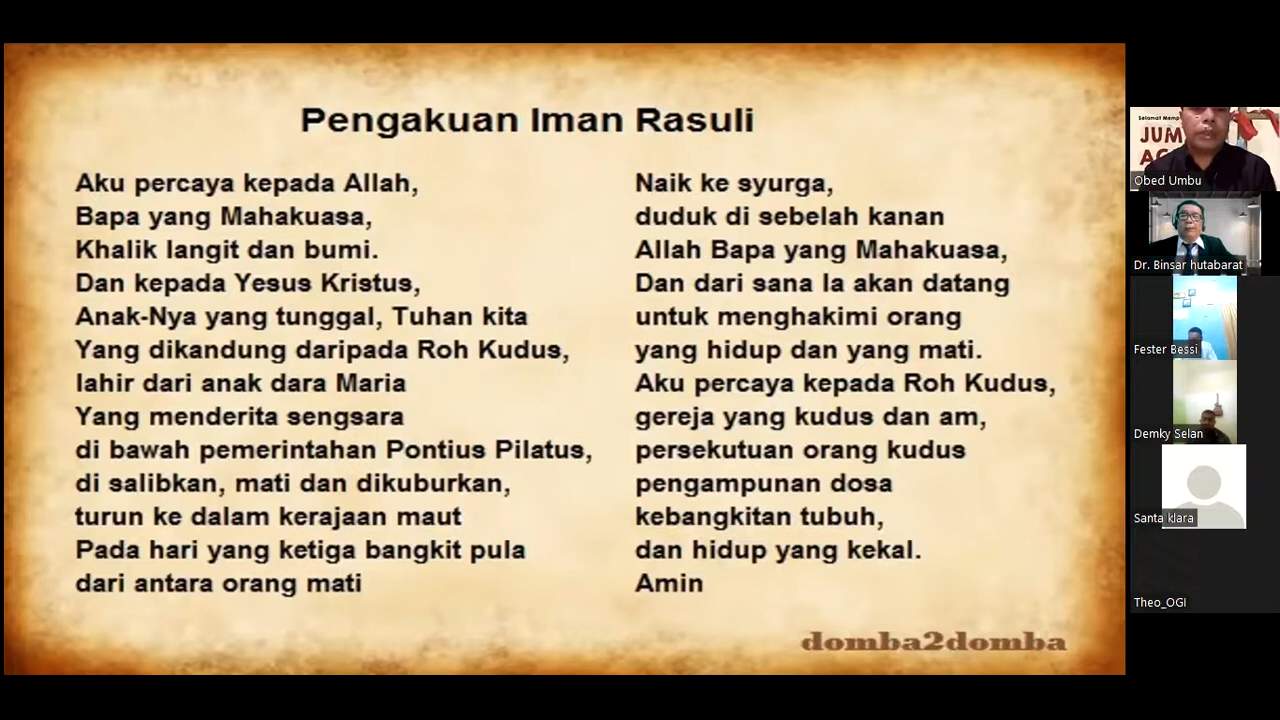 Pengakuan Iman Rasuli
Aku percaya kepada Allah,
Bapa yang Mahakuasa,
Khalik langit dan bumi.
Dan kepada Yesus Kristus,
Anak-Nya yang tunggal, Tuhan kita
Yang dikandung daripada Roh Kudus,
lahir dari anak dara Maria
Yang menderita sengsara
di bawah pemerintahan Pontius Pilatus,
di salibkan, mati dan dikuburkan,
turun ke dalam kerajaan maut
Pada hari yang ketiga bangkit pula
dari antara orang mati
Naik ke syurga,
duduk di sebelah kanan
Allah Bapa yang Mahakuasa,
Dan dari sana Ia akan datang
untuk menghakimi orang
yang hidup dan yang mati.
Aku percaya kepada Roh Kudus,
gereja yang kudus dan am,
persekutuan orang kudus
pengampunan dosa
kebangkitan tubuh,
dan hidup yang kekal.
Amin
domba2domba
Selamat
JUM
AG
Obed Umbu
Dr. Binsar hutabarat
Fester Bessi
Demky Selan
Santa klara
Theo_OGI